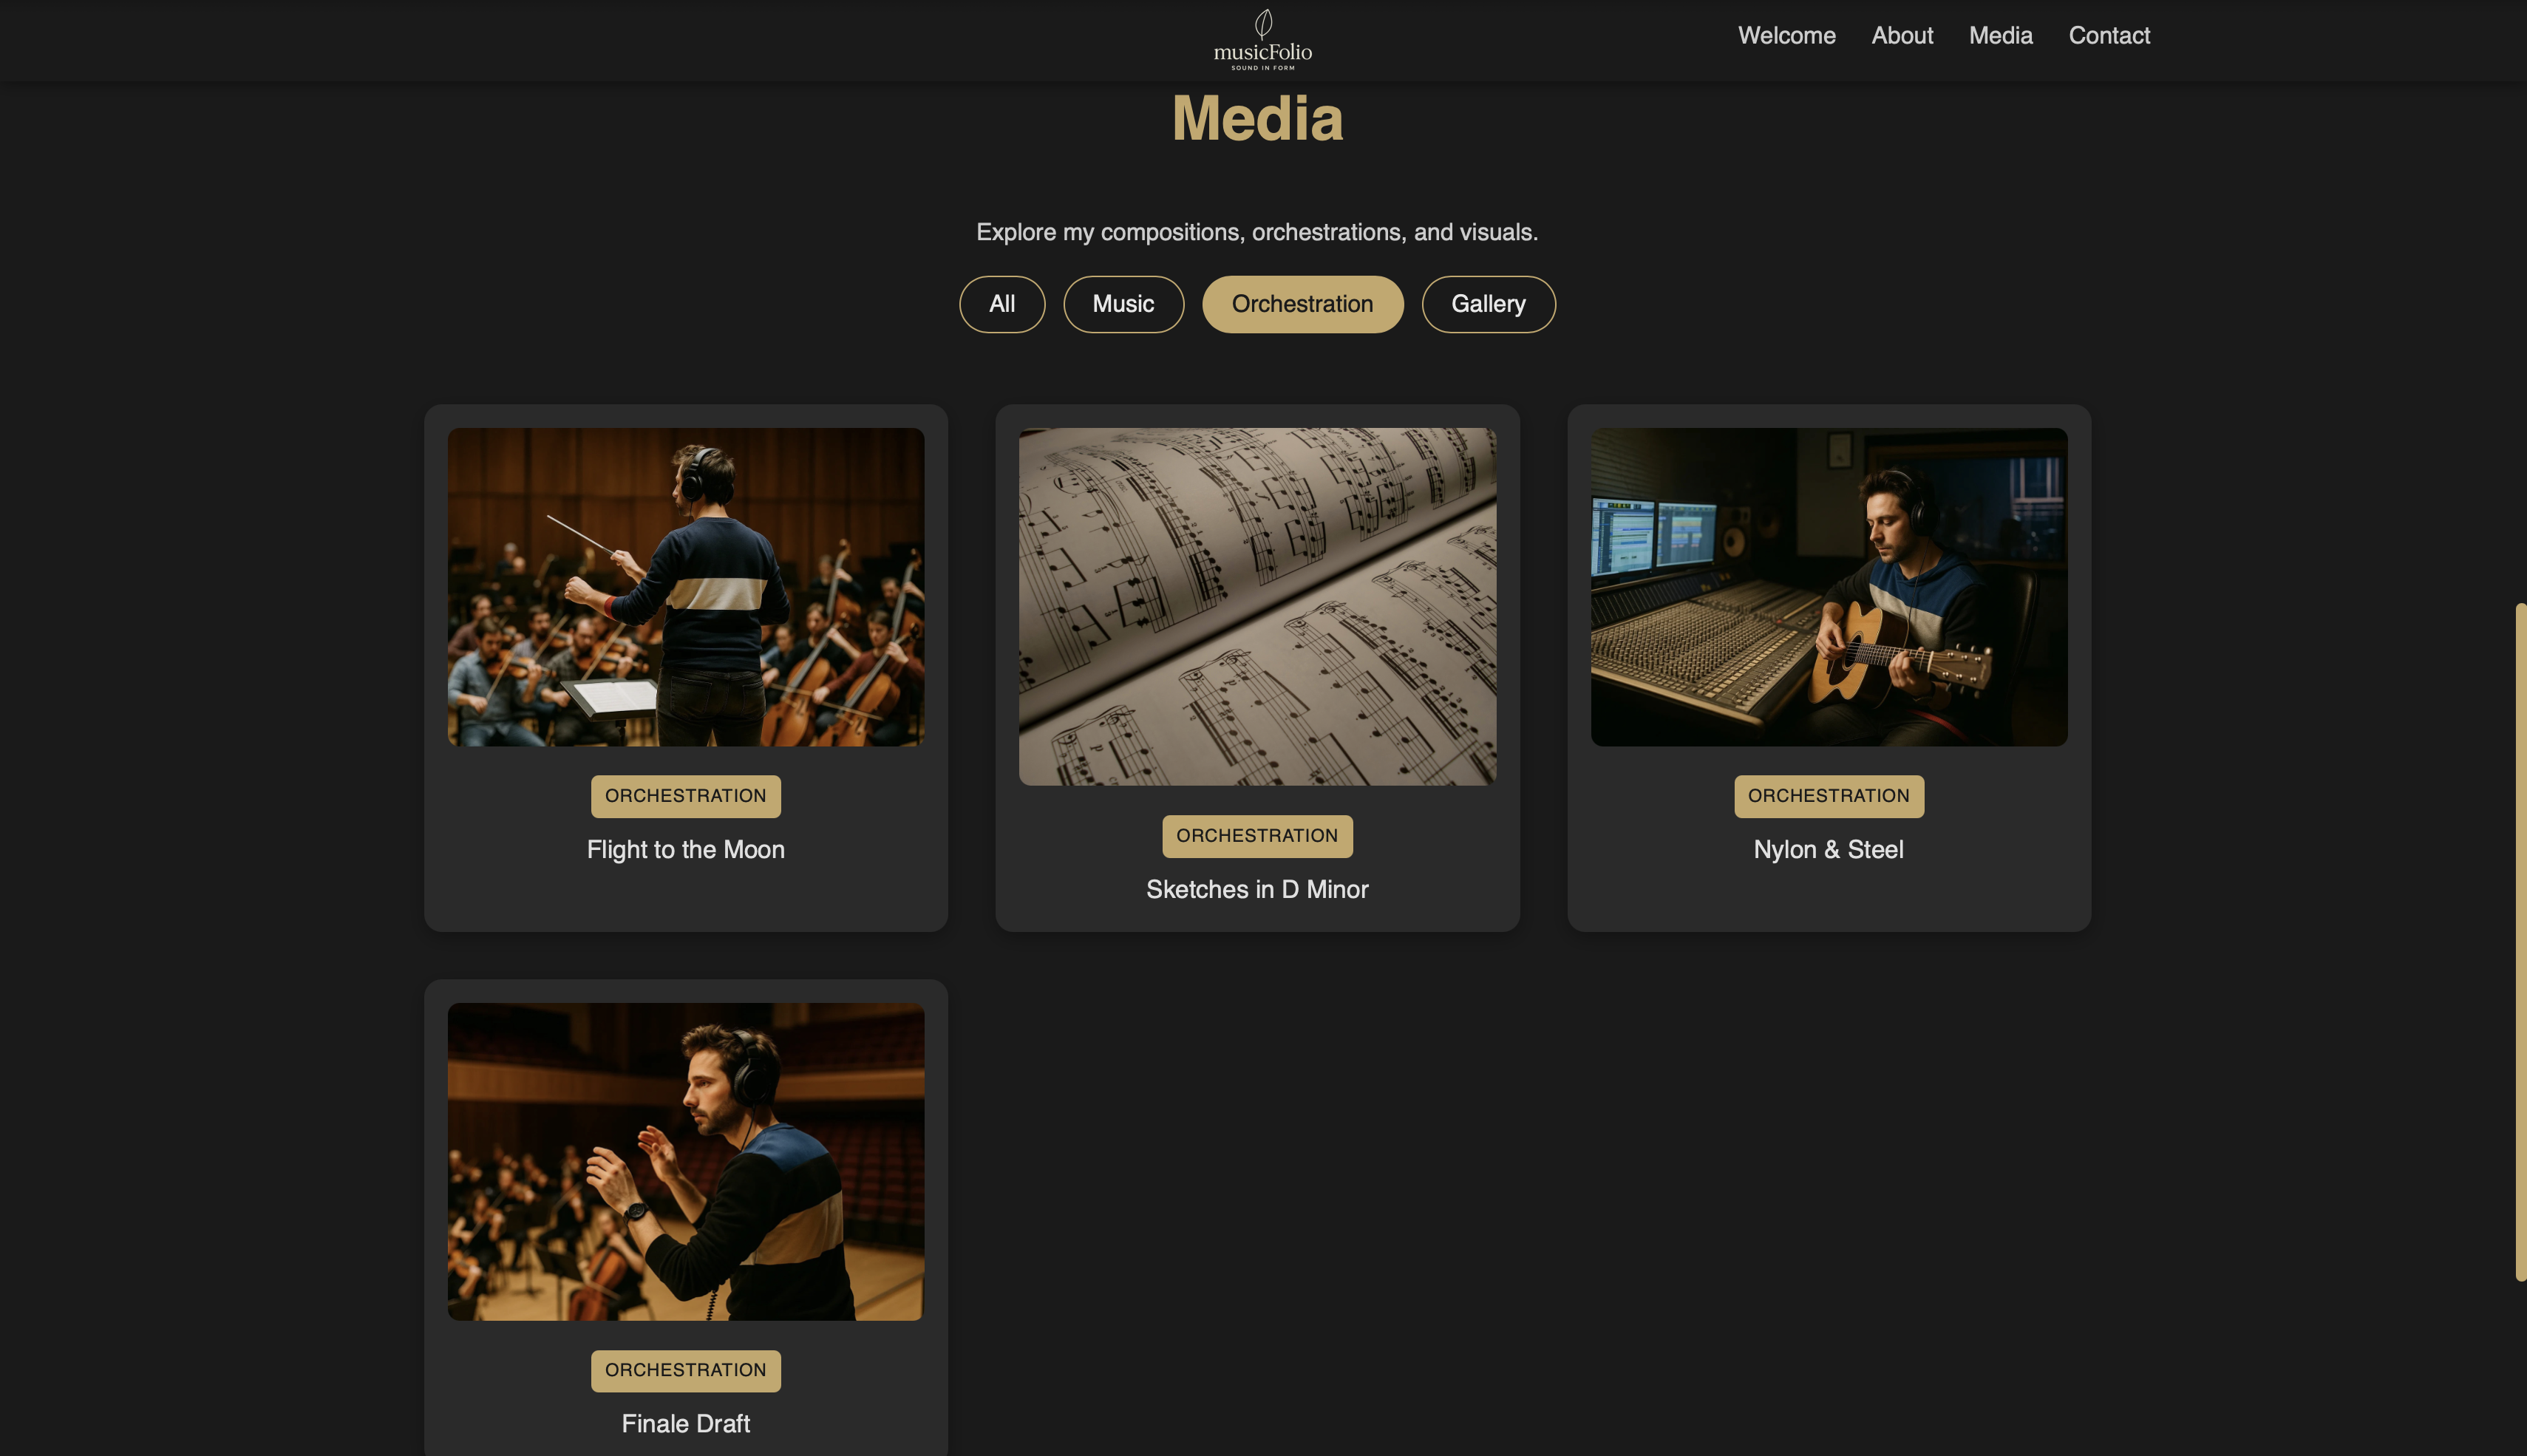 musicFolio
SOUND IN FORM
Welcome About Media Contact
Media
Explore my compositions, orchestrations, and visuals.
All Music Orchestration Gallery
ORCHESTRATION
Flight to the Moon
ORCHESTRATION
Sketches in D Minor
ORCHESTRATION
Nylon & Steel
ORCHESTRATION
Finale Draft